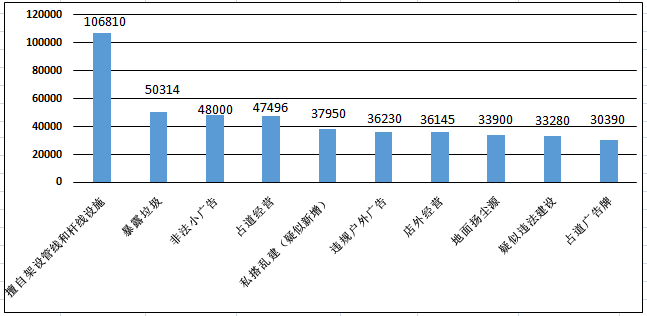 120000
100000
80000
60000
40000
20000
0
106810
50314
48000
47496
37950
36230
36145
33900
33280
30390
擅自架设管线和杆线设施
暴露垃圾
非法小广告
占道经营
私搭乱建（疑似新增）
违规户外广告
店外经营
地面扬尘源
疑似违法建设
占道广告牌